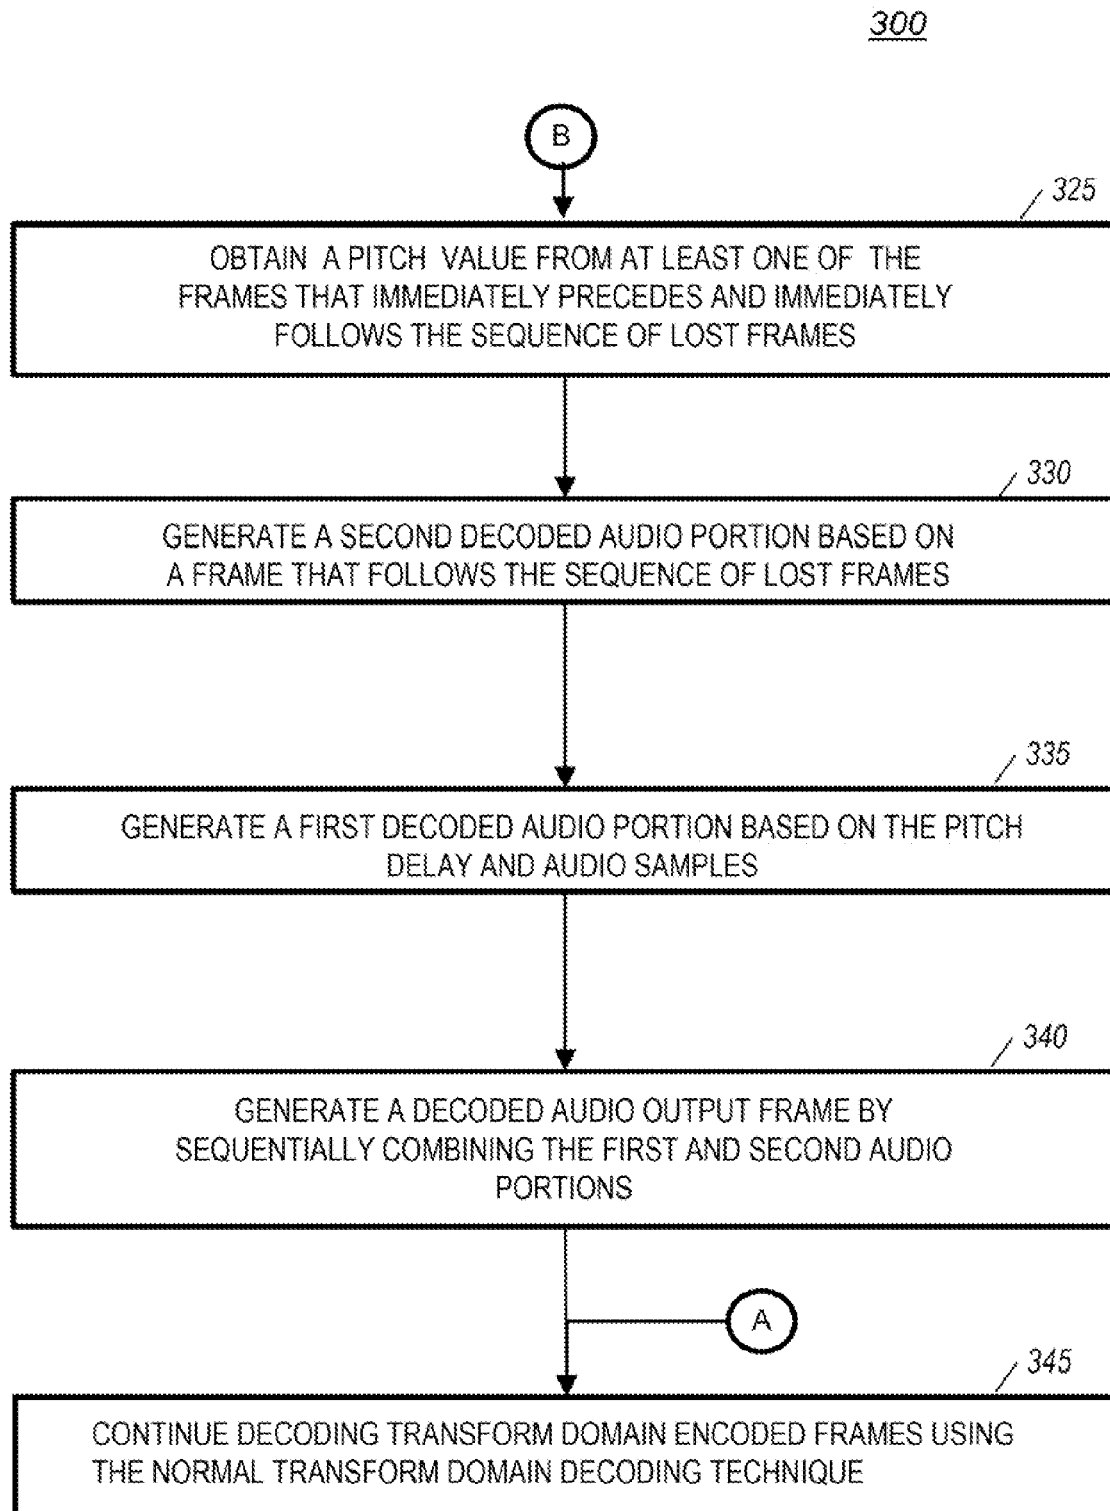 300
B
325
OBTAIN A PITCH VALUE FROM AT LEAST ONE OF THE
FRAMES THAT IMMEDIATELY PRECEDES AND IMMEDIATELY
FOLLOWS THE SEQUENCE OF LOST FRAMES
330
GENERATE A SECOND DECODED AUDIO PORTION BASED ON
A FRAME THAT FOLLOWS THE SEQUENCE OF LOST FRAMES
335
GENERATE A FIRST DECODED AUDIO PORTION BASED ON THE PITCH
DELAY AND AUDIO SAMPLES
340
GENERATE A DECODED AUDIO OUTPUT FRAME BY
SEQUENTIALLY COMBINING THE FIRST AND SECOND AUDIO
PORTIONS
A
345
CONTINUE DECODING TRANSFORM DOMAIN ENCODED FRAMES USING
THE NORMAL TRANSFORM DOMAIN DECODING TECHNIQUE